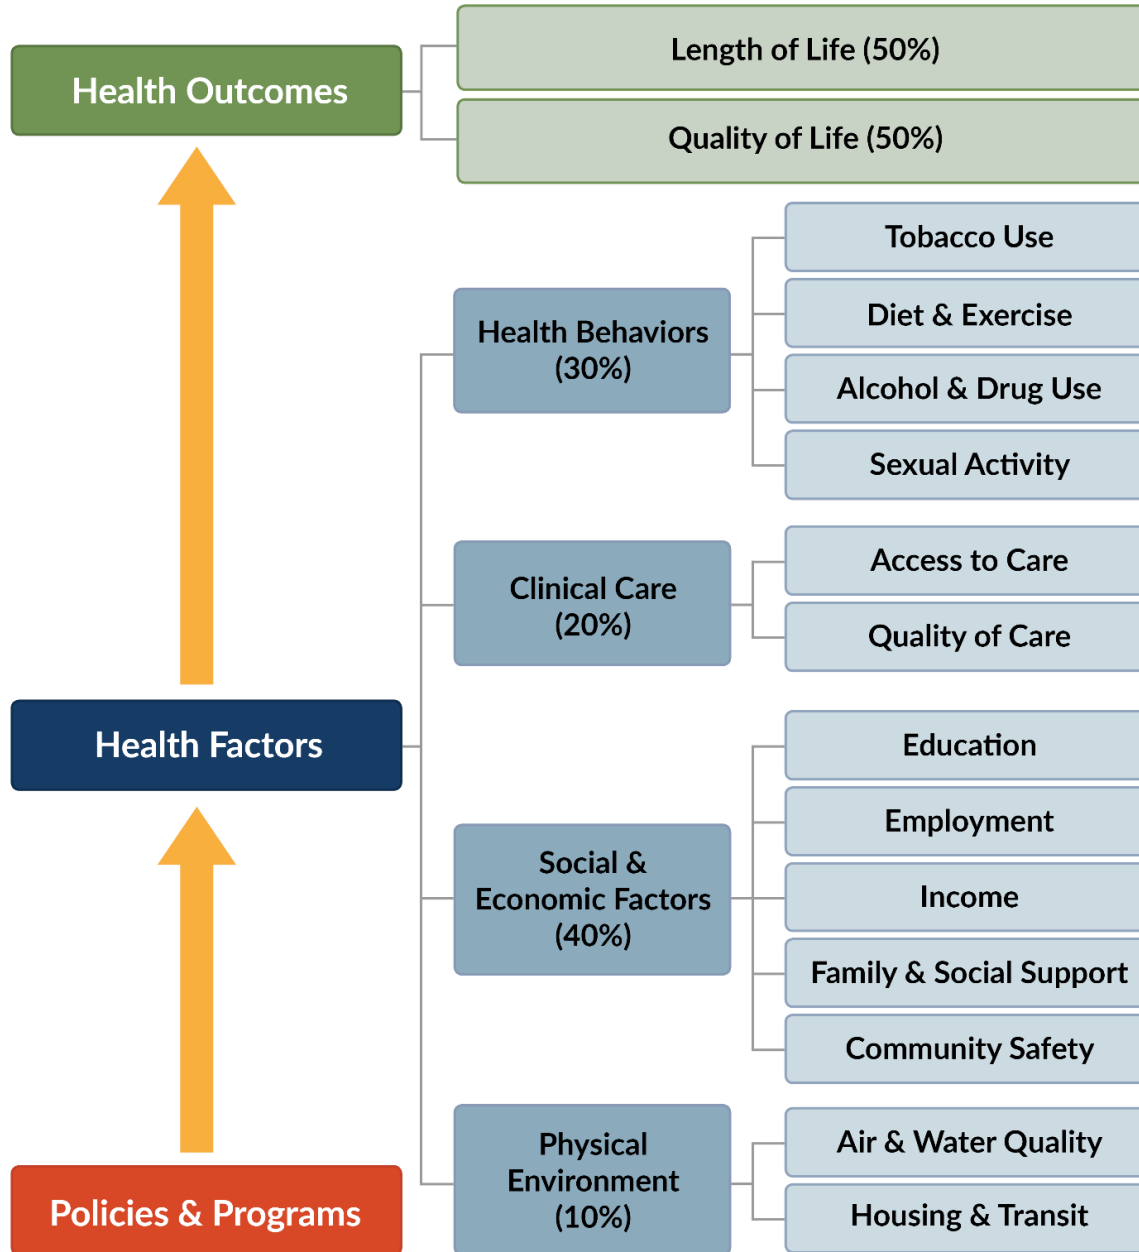 Health Outcomes
Length of Life (50%)
Quality of Life (50%)
Health Factors
Health Behaviors
(30%)
Tobacco Use
Diet & Exercise
Alcohol & Drug Use
Sexual Activity
Clinical Care
(20%)
Access to Care
Quality of Care
Social &
Economic Factors
(40%)
Education
Employment
Income
Family & Social Support
Community Safety
Physical
Environment
(10%)
Air & Water Quality
Housing & Transit
Policies & Programs